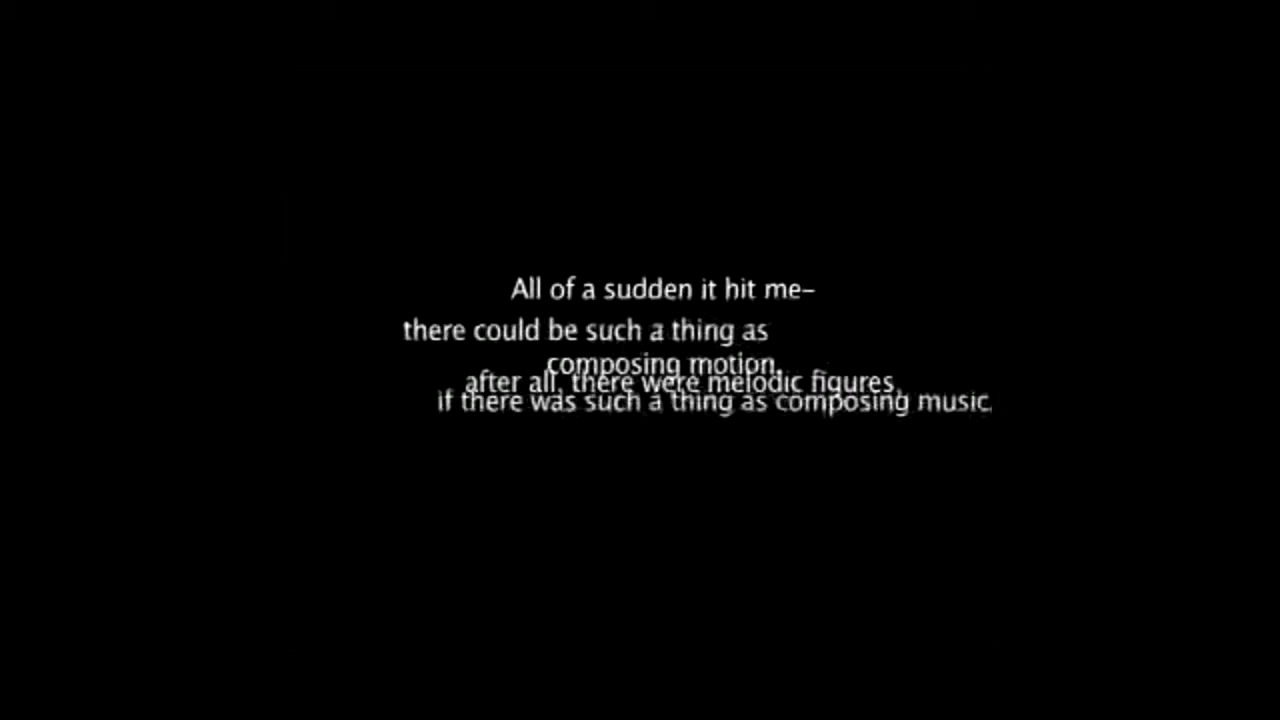 All of a sudden it hit me–
there could be such a thing as
composing motion.
after all, there were melodic figures,
if there was such a thing as composing music.